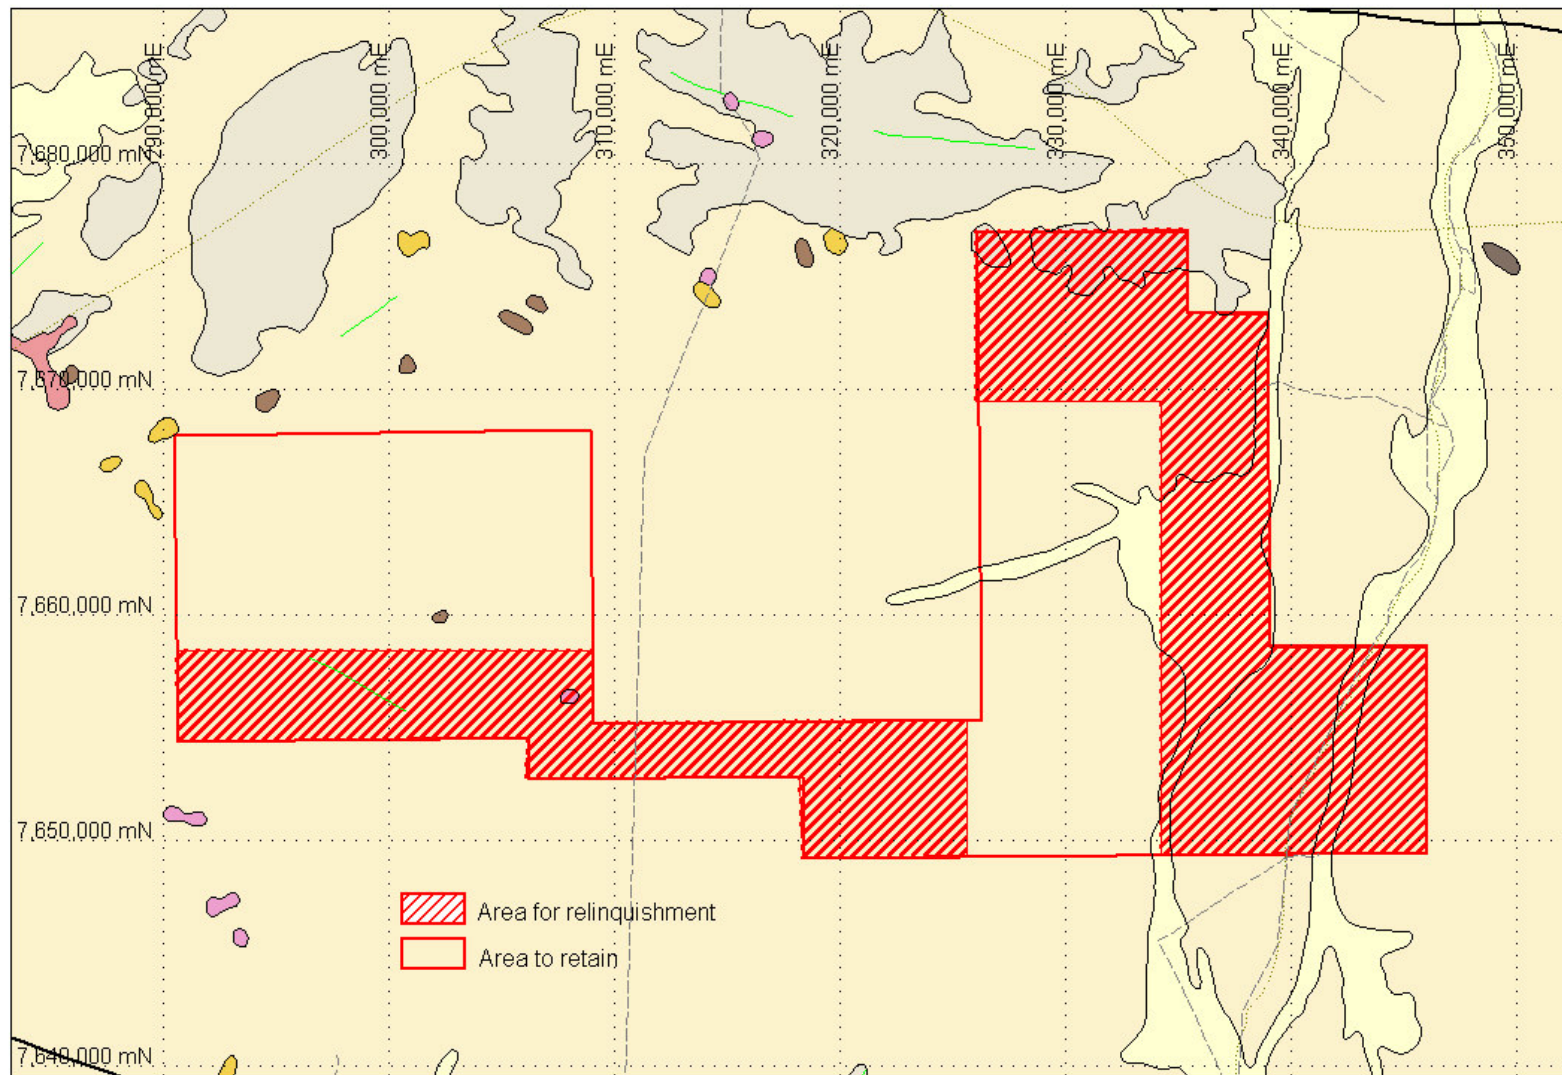 290,000 mE
300,000 mE
310,000 mE
320,000 mE
330,000 mE
340,000 mE
350,000 mE
7,680,000 mN
7,670,000 mN
7,660,000 mN
7,650,000 mN
7,640,000 mN
Area for relinquishment
Area to retain